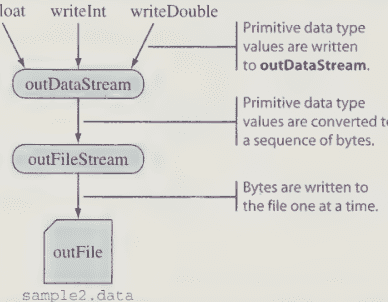 loat writeInt writeDouble
Primitive data type
values are written
to outDataStream.
outDataStream
Primitive data type
values are converted to
a sequence of bytes.
outFileStream
Bytes are written to
the file one at a time.
outFile
sample2.data